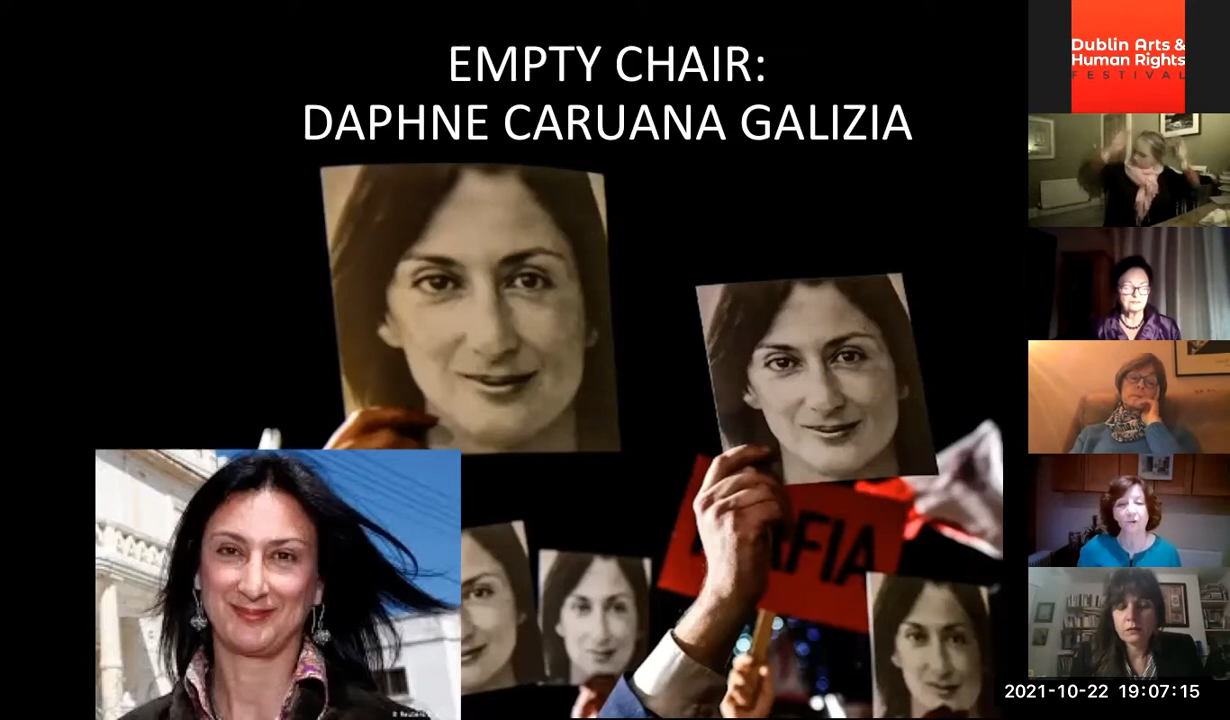 EMPTY CHAIR:
DAPHNE CARUANA GALIZIA
Dublin Arts &
Human Rights
FESTIVAL
2021-10-22 19:07:15